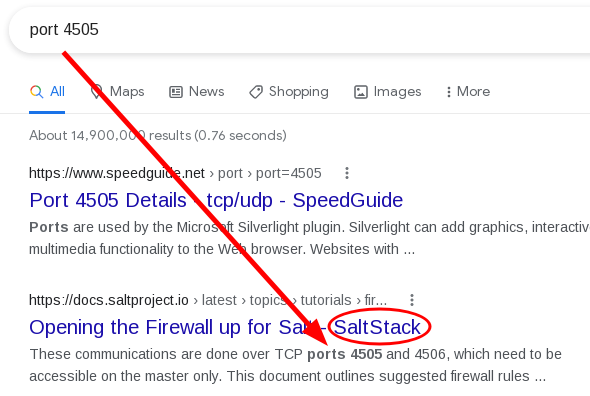 port 4505
All Maps News Shopping Images More
About 14,900,000 results (0.76 seconds)
https://www.speedguide.net › port › port=4505
Port 4505 Details - tcp/udp - SpeedGuide
Ports are used by the Microsoft Silverlight plugin. Silverlight can add graphics, interactive
multimedia functionality to the Web browser. Websites with ...
https://docs.saltproject.io › latest › topics › tutorials › fir...
Opening the Firewall up for Salt - SaltStack
These communications are done over TCP ports 4505 and 4506, which need to be
accessible on the master only. This document outlines suggested firewall rules ...